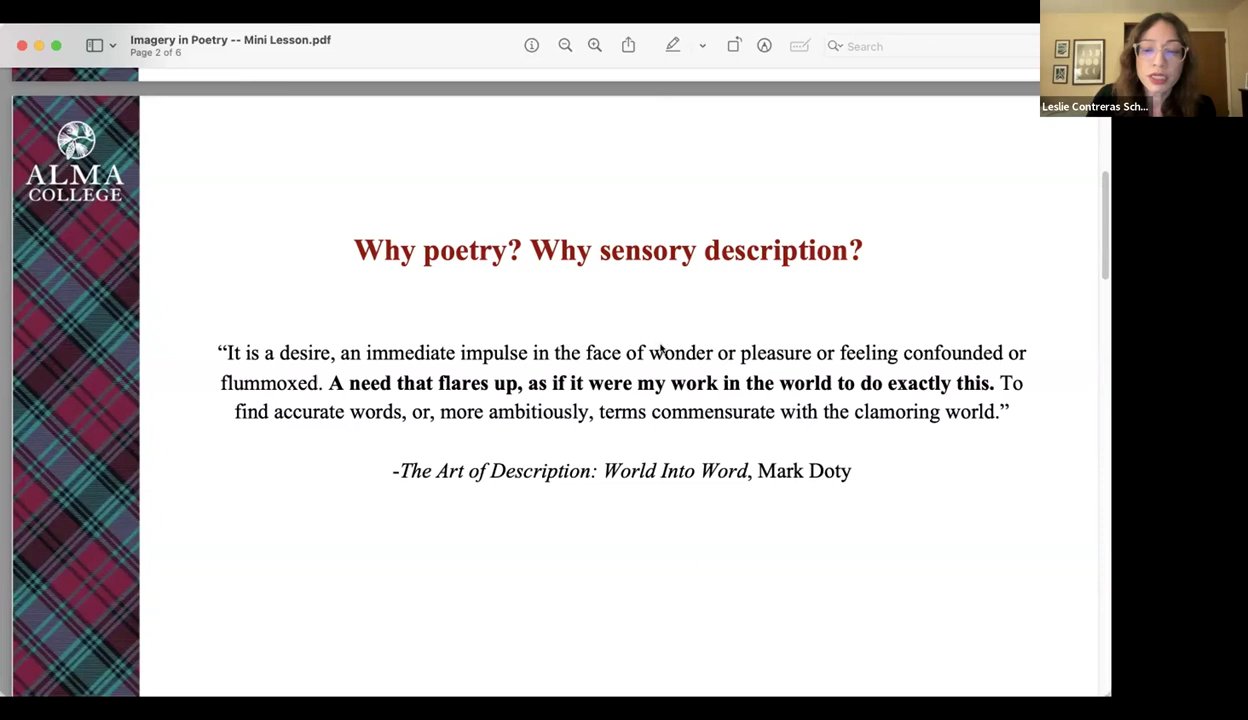 Imagery in Poetry -- Mini Lesson.pdf
Page 2 of 6
Search
Leslie Contreras Sch...
ALMA
COLLEGE
Why poetry? Why sensory description?
“It is a desire, an immediate impulse in the face of wonder or pleasure or feeling confounded or
flummoxed. A need that flares up, as if it were my work in the world to do exactly this. To
find accurate words, or, more ambitiously, terms commensurate with the clamoring world.”
-The Art of Description: World Into Word, Mark Doty